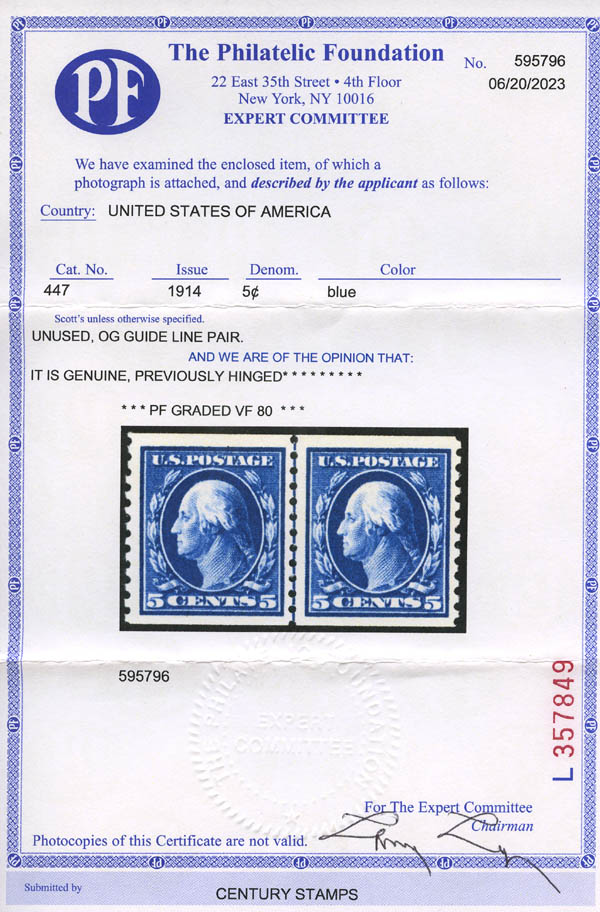 PF
The Philatelic Foundation
22 East 35th Street • 4th Floor
New York, NY 10016
EXPERT COMMITTEE
No. 595796
06/20/2023
We have examined the enclosed item, of which a
photograph is attached, and described by the applicant as follows:
Country: UNITED STATES OF AMERICA
Cat. No. Issue Denom. Color
447 1914 5¢ blue
Scott's unless otherwise specified.
UNUSED, OG GUIDE LINE PAIR.
AND WE ARE OF THE OPINION THAT:
IT IS GENUINE, PREVIOUSLY HINGED* * * * * * * * *
* * * PF GRADED VF 80 * * *
U.S. POSTAGE U.S. POSTAGE
5 CENTS 5 5 CENTS 5
595796
EXPERT
COMMITTEE
L 357849
For The Expert Committee
Chairman
Photocopies of this Certificate are not valid.
Submitted by
CENTURY STAMPS